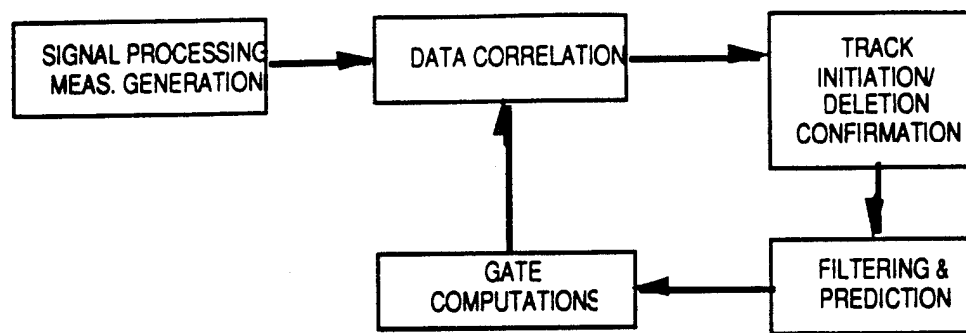 SIGNAL PROCESSING
MEAS. GENERATION
DATA CORRELATION
TRACK
INITIATION/
DELETION
CONFIRMATION
GATE
COMPUTATIONS
FILTERING &
PREDICTION